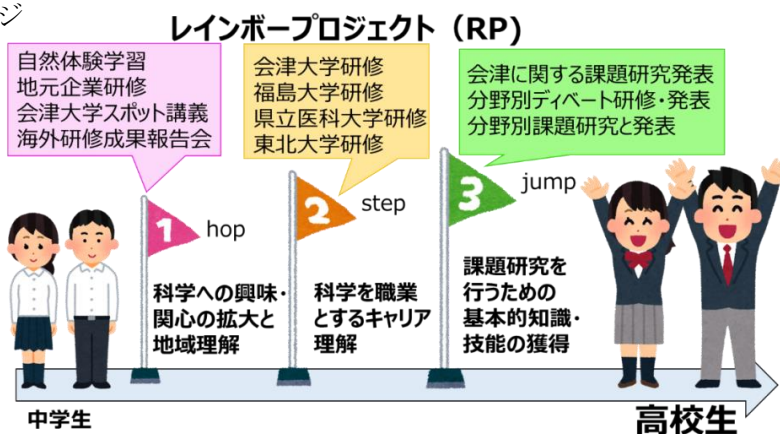 ジ
レインボープロジェクト（RP)
自然体験学習
地元企業研修
会津大学スポット講義
海外研修成果報告会
会津大学研修
福島大学研修
県立医科大学研修
東北大学研修
会津に関する課題研究発表
分野別ディベート研修・発表
分野別課題研究と発表
1
hop
2
step
3
jump
科学への興味・
関心の拡大と
地域理解
科学を職業
とするキャリア
理解
課題研究を
行うための
基本的知識・
技能の獲得
中学生
高校生